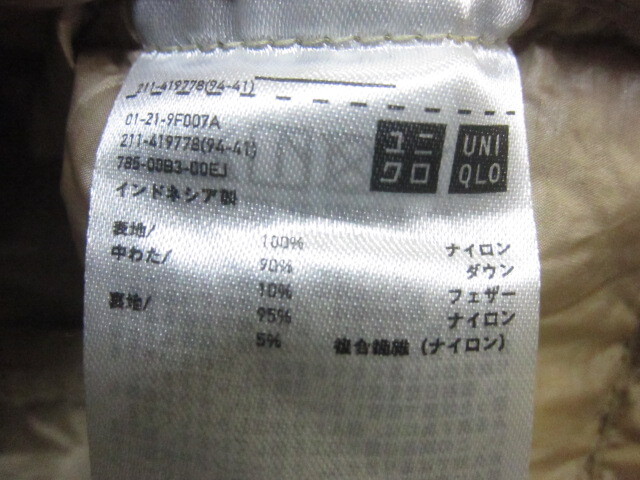 211-419778(94-41)
01-21-9F007A
211-419778(94-41)
785-00B3-00EJ
インドネシア製
ユニクロ
UNIQLO
表地/ 100% ナイロン
中わた/ 90% ダウン
10% フェザー
裏地/ 95% ナイロン
5% 複合繊維(ナイロン)